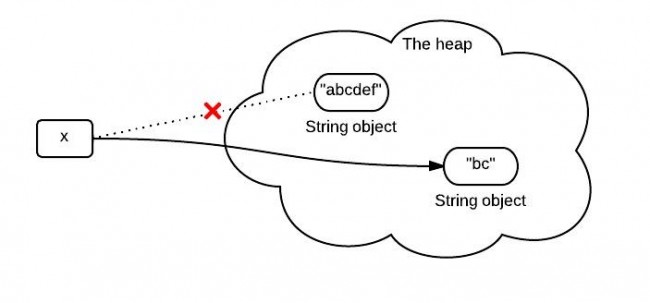 The heap
"abcdef"
String object
x
"bc"
String object